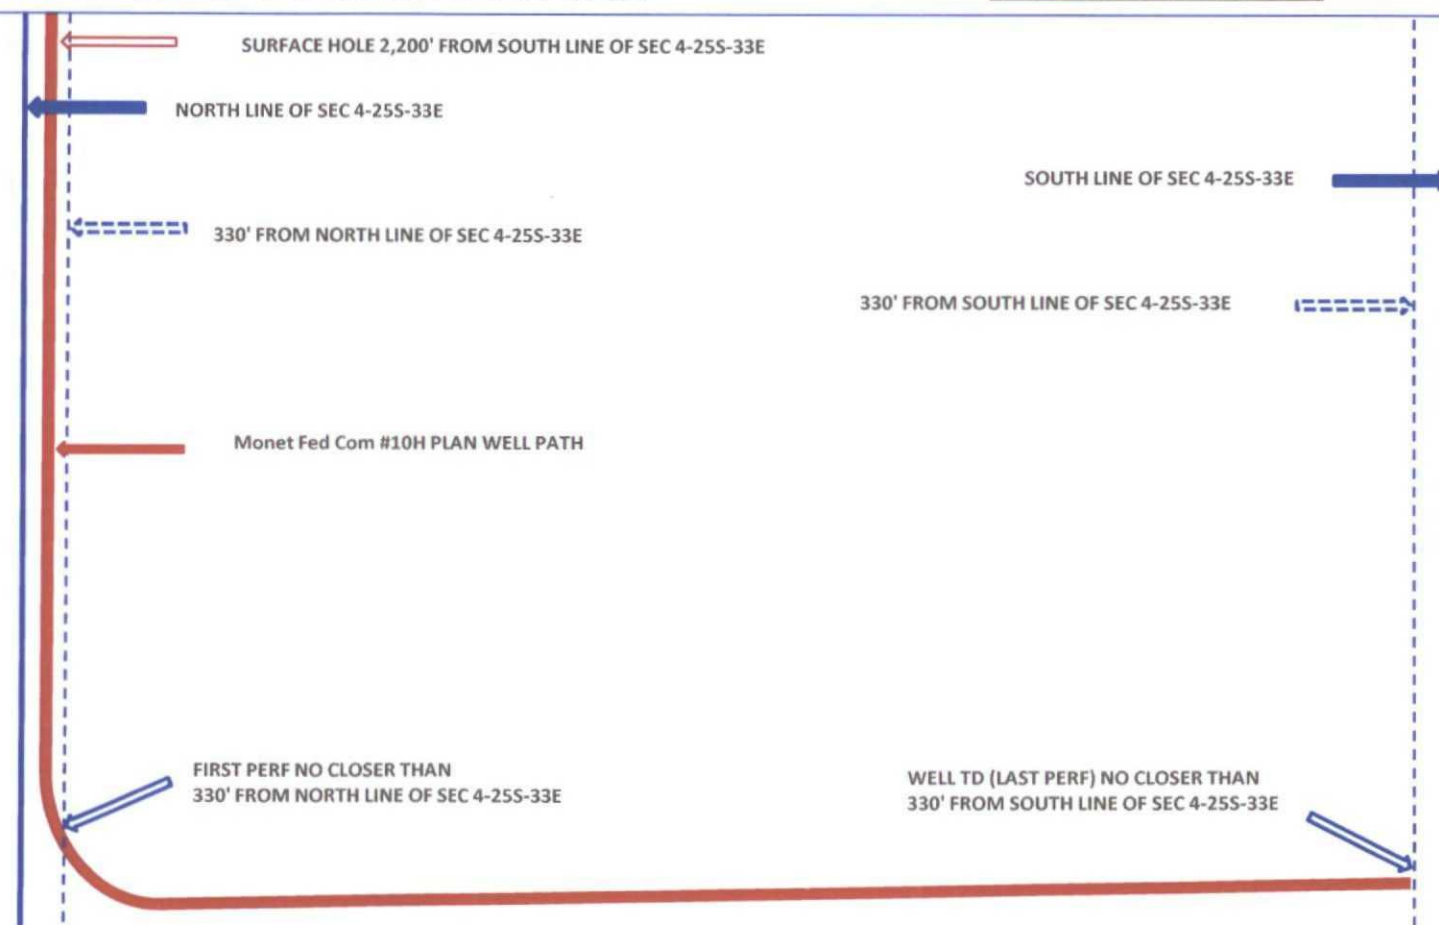 SURFACE HOLE 2,200' FROM SOUTH LINE OF SEC 4-25S-33E
NORTH LINE OF SEC 4-25S-33E
SOUTH LINE OF SEC 4-25S-33E
330' FROM NORTH LINE OF SEC 4-25S-33E
330' FROM SOUTH LINE OF SEC 4-25S-33E
Monet Fed Com #10H PLAN WELL PATH
FIRST PERF NO CLOSER THAN
330' FROM NORTH LINE OF SEC 4-25S-33E
WELL TD (LAST PERF) NO CLOSER THAN
330' FROM SOUTH LINE OF SEC 4-25S-33E